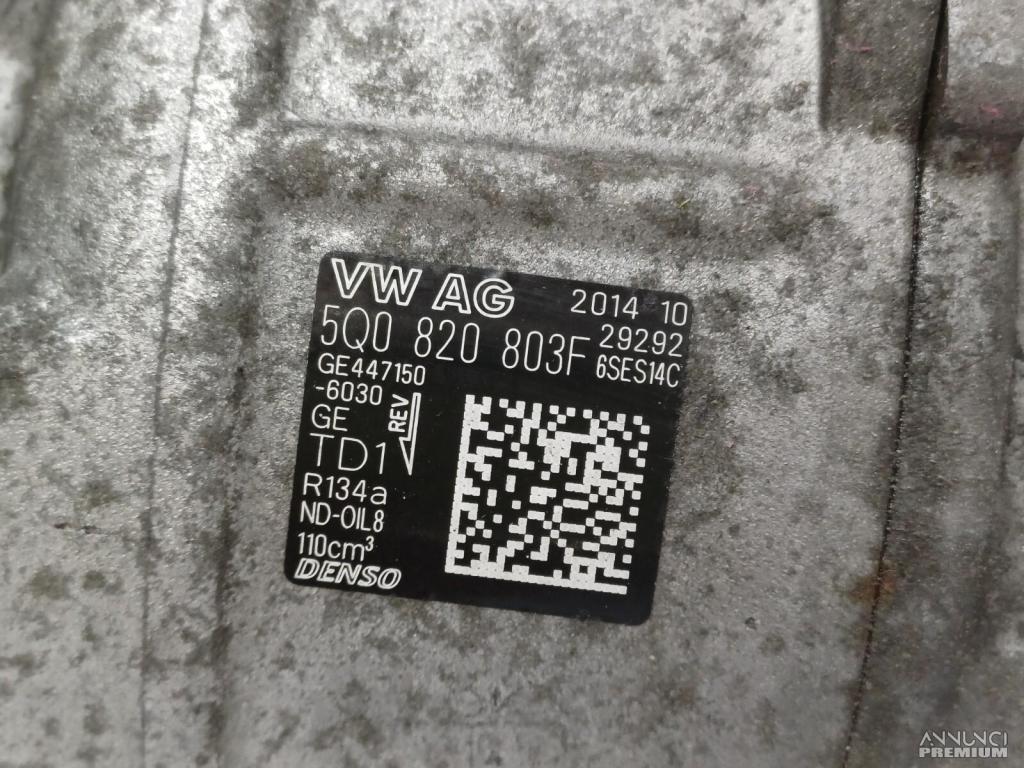 VW AG 2014 10
5Q0 820 803F 29292
6SES14C
GE447150
-6030
REV
GE
TD1
R134a
ND-OIL8
110cm³
DENSO
ANNUNCI
PREMIUM